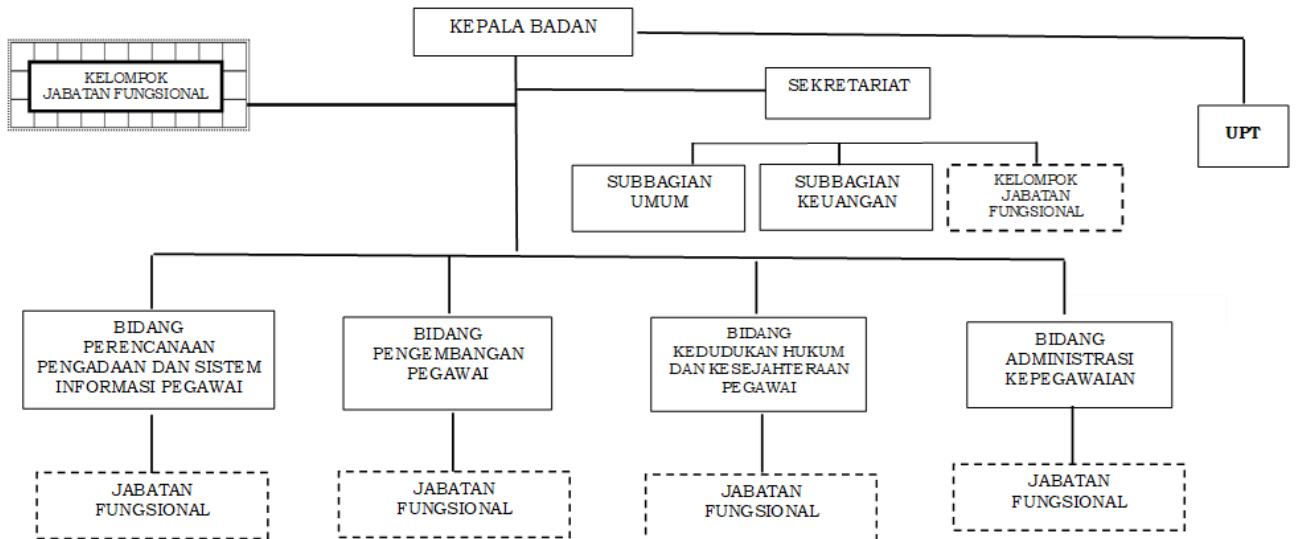 KEPALA BADAN
KELOMPOK
JABATAN FUNGSIONAL
SEKRETARIAT
UPT
SUBBAGIAN
UMUM
SUBBAGIAN
KEUANGAN
KELOMPOK
JABATAN
FUNGSIONAL
BIDANG
PERENCANAAN
PENGADAAN DAN SISTEM
INFORMASI PEGAWAI
BIDANG
PENGEMBANGAN
PEGAWAI
BIDANG
KEDUDUKAN HUKUM
DAN KESEJAHTERAAN
PEGAWAI
BIDANG
ADMINISTRASI
KEPEGAWAIAN
JABATAN
FUNGSIONAL
JABATAN
FUNGSIONAL
JABATAN
FUNGSIONAL
JABATAN
FUNGSIONAL